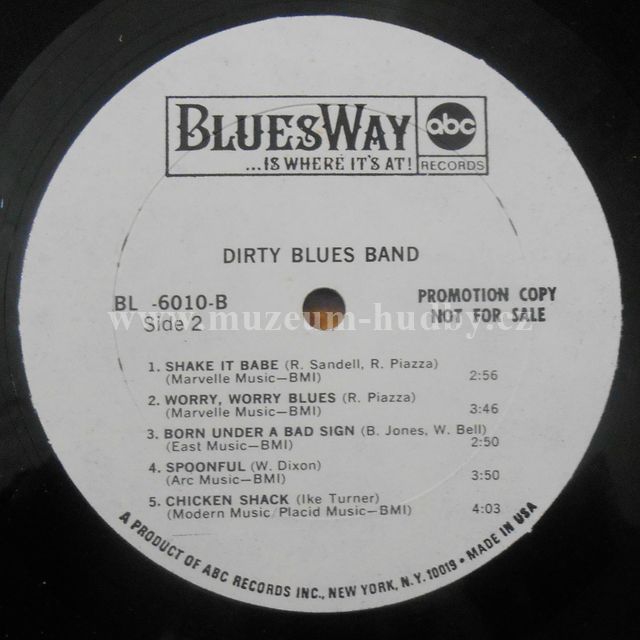 BLUESWAY
...IS WHERE IT'S AT!
abc
RECORDS
DIRTY BLUES BAND
BL -6010-B
Side 2
PROMOTION COPY
NOT FOR SALE
www.muzeum-hudby.cz
1. SHAKE IT BABE (R. Sandell, R. Piazza)
(Marvelle Music—BMI) 2:56
2. WORRY, WORRY BLUES (R. Piazza)
(Marvelle Music—BMI) 3:46
3. BORN UNDER A BAD SIGN (B. Jones, W. Bell)
(East Music—BMI) 2:50
4. SPOONFUL (W. Dixon)
(Arc Music—BMI) 3:50
5. CHICKEN SHACK (Ike Turner)
(Modern Music/Placid Music—BMI) 4:03
A PRODUCT OF ABC RECORDS INC., NEW YORK, N.Y. 10019 • MADE IN USA